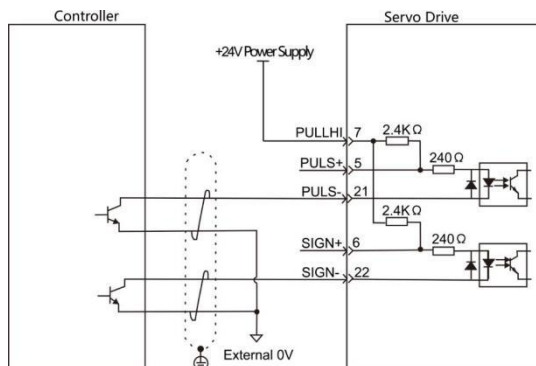 Controller
Servo Drive
+24V Power Supply
PULLHI 7
2.4KΩ
PULS+ 5
240Ω
PULS- 21
2.4KΩ
SIGN+ 6
240Ω
SIGN- 22
External 0V